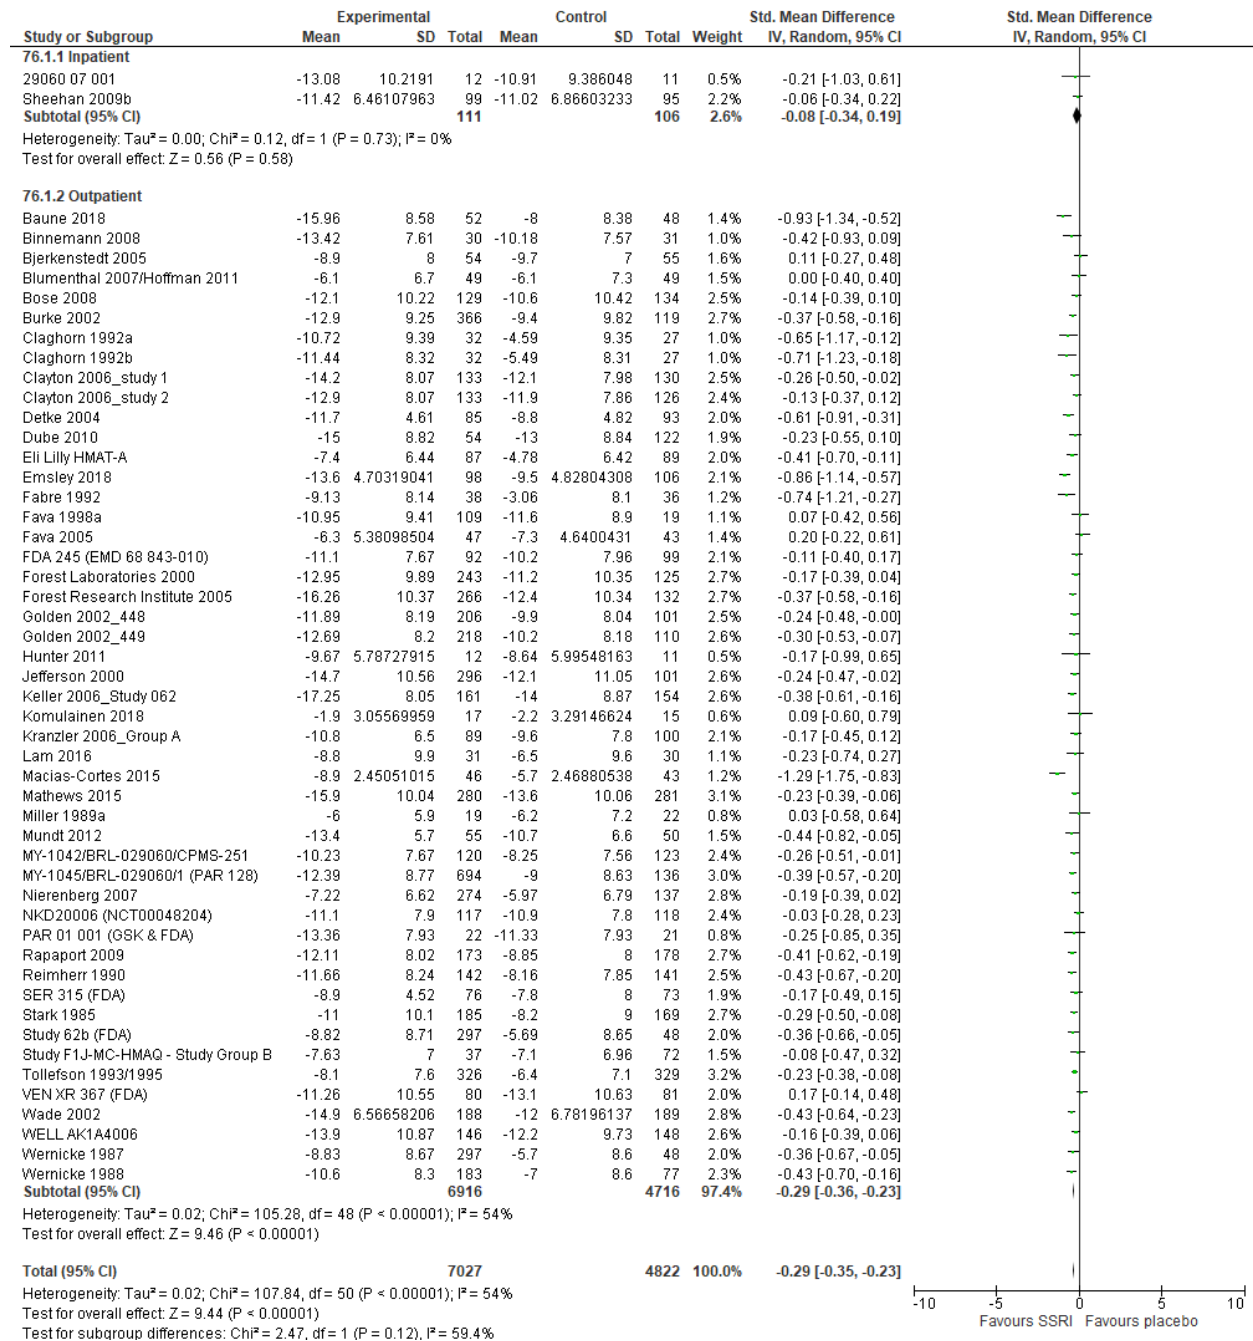 Experimental Control Std. Mean Difference Std. Mean Difference
Study or Subgroup Mean SD Total Mean SD Total Weight IV, Random, 95% CI IV, Random, 95% CI
76.1.1 Inpatient
29060 07 001 -13.08 10.2191 12 -10.91 9.386048 11 0.5% -0.21 [-1.03, 0.61]
Sheehan 2009b -11.42 6.46107963 99 -11.02 6.86603233 95 2.2% -0.06 [-0.34, 0.22]
Subtotal (95% CI) 111 106 2.6% -0.08 [-0.34, 0.19]
Heterogeneity: Tau² = 0.00; Chi² = 0.12, df = 1 (P = 0.73); I² = 0%
Test for overall effect: Z = 0.56 (P = 0.58)
76.1.2 Outpatient
Baune 2018 -15.96 8.58 52 -8 8.38 48 1.4% -0.93 [-1.34, -0.52]
Binnemann 2008 -13.42 7.61 30 -10.18 7.57 31 1.0% -0.42 [-0.93, 0.09]
Bjerkenstedt 2005 -8.9 8 54 -9.7 7 55 1.6% 0.11 [-0.27, 0.48]
Blumenthal 2007/Hoffman 2011 -6.1 6.7 49 -6.1 7.3 49 1.5% 0.00 [-0.40, 0.40]
Bose 2008 -12.1 10.22 129 -10.6 10.42 134 2.5% -0.14 [-0.39, 0.10]
Burke 2002 -12.9 9.25 366 -9.4 9.82 119 2.7% -0.37 [-0.58, -0.16]
Claghorn 1992a -10.72 9.39 32 -4.59 9.35 27 1.0% -0.65 [-1.17, -0.12]
Claghorn 1992b -11.44 8.32 32 -5.49 8.31 27 1.0% -0.71 [-1.23, -0.18]
Clayton 2006_study 1 -14.2 8.07 133 -12.1 7.98 130 2.5% -0.26 [-0.50, -0.02]
Clayton 2006_study 2 -12.9 8.07 133 -11.9 7.86 126 2.4% -0.13 [-0.37, 0.12]
Detke 2004 -11.7 4.61 85 -8.8 4.82 93 2.0% -0.61 [-0.91, -0.31]
Dube 2010 -15 8.82 54 -13 8.84 122 1.9% -0.23 [-0.55, 0.10]
Eli Lilly HMAT-A -7.4 6.44 87 -4.78 6.42 89 2.0% -0.41 [-0.70, -0.11]
Emsley 2018 -13.6 4.70319041 98 -9.5 4.82804308 106 2.1% -0.86 [-1.14, -0.57]
Fabre 1992 -9.13 8.14 38 -3.06 8.1 36 1.2% -0.74 [-1.21, -0.27]
Fava 1998a -10.95 9.41 109 -11.6 8.9 19 1.1% 0.07 [-0.42, 0.56]
Fava 2005 -6.3 5.38098504 47 -7.3 4.6400431 43 1.4% 0.20 [-0.22, 0.61]
FDA 245 (EMD 68 843-010) -11.1 7.67 92 -10.2 7.96 99 2.1% -0.11 [-0.40, 0.17]
Forest Laboratories 2000 -12.95 9.89 243 -11.2 10.35 125 2.7% -0.17 [-0.39, 0.04]
Forest Research Institute 2005 -16.26 10.37 266 -12.4 10.34 132 2.7% -0.37 [-0.58, -0.16]
Golden 2002_448 -11.89 8.19 206 -9.9 8.04 101 2.5% -0.24 [-0.48, -0.00]
Golden 2002_449 -12.69 8.2 218 -10.2 8.18 110 2.6% -0.30 [-0.53, -0.07]
Hunter 2011 -9.67 5.78727915 12 -8.64 5.99548163 11 0.5% -0.17 [-0.99, 0.65]
Jefferson 2000 -14.7 10.56 296 -12.1 11.05 101 2.6% -0.24 [-0.47, -0.02]
Keller 2006_Study 062 -17.25 8.05 161 -14 8.87 154 2.6% -0.38 [-0.61, -0.16]
Komulainen 2018 -1.9 3.05569959 17 -2.2 3.29146624 15 0.6% 0.09 [-0.60, 0.79]
Kranzler 2006_Group A -10.8 6.5 89 -9.6 7.8 100 2.1% -0.17 [-0.45, 0.12]
Lam 2016 -8.8 9.9 31 -6.5 9.6 30 1.0% -0.23 [-0.74, 0.27]
Macias-Cortes 2015 -8.9 2.45051015 46 -5.7 2.46880538 43 1.2% -1.29 [-1.75, -0.83]
Mathews 2015 -15.9 10.04 280 -13.6 10.06 281 3.1% -0.23 [-0.39, -0.06]
Miller 1989a -6 5.9 19 -6.2 7.2 22 0.8% 0.03 [-0.58, 0.64]
Mundt 2012 -13.4 5.7 55 -10.7 6.6 50 1.5% -0.44 [-0.82, -0.05]
MY-1042/BRL-029060/CPMS-251 -10.23 7.67 120 -8.25 7.56 123 2.4% -0.26 [-0.51, -0.01]
MY-1045/BRL-029060/1 (PAR 128) -12.39 8.77 694 -9 8.63 136 3.0% -0.39 [-0.57, -0.20]
Nierenberg 2007 -7.22 6.62 274 -5.97 6.79 137 2.8% -0.19 [-0.39, 0.02]
NKD20006 (NCT00048204) -11.1 7.9 117 -10.9 7.8 118 2.4% -0.03 [-0.28, 0.23]
PAR 01 001 (GSK & FDA) -13.36 7.93 22 -11.33 7.93 21 0.8% -0.25 [-0.85, 0.35]
Rapaport 2009 -12.11 8.02 173 -8.85 8 178 2.7% -0.41 [-0.62, -0.19]
Reimherr 1990 -11.66 8.24 142 -8.16 7.85 141 2.5% -0.43 [-0.67, -0.20]
SER 315 (FDA) -8.9 4.52 76 -7.8 8 73 1.9% -0.17 [-0.49, 0.15]
Stark 1985 -11 10.1 185 -8.2 9 169 2.7% -0.29 [-0.50, -0.08]
Study 62b (FDA) -8.82 8.71 297 -5.69 8.65 48 2.0% -0.36 [-0.66, -0.05]
Study F1J-MC-HMAQ - Study Group B -7.63 7 37 -7.1 6.96 72 1.5% -0.08 [-0.47, 0.32]
Tollefson 1993/1995 -8.1 7.6 326 -6.4 7.1 329 3.2% -0.23 [-0.38, -0.08]
VEN XR 367 (FDA) -11.26 10.55 80 -13.1 10.63 81 2.0% 0.17 [-0.14, 0.48]
Wade 2002 -14.9 6.56658206 188 -12 6.78196137 189 2.8% -0.43 [-0.64, -0.23]
WELL AK1A4006 -13.9 10.87 146 -12.2 9.73 148 2.6% -0.16 [-0.39, 0.06]
Wernicke 1987 -8.83 8.67 297 -5.7 8.6 48 2.0% -0.36 [-0.67, -0.05]
Wernicke 1988 -10.6 8.3 183 -7 8.6 77 2.3% -0.43 [-0.70, -0.16]
Subtotal (95% CI) 6916 4716 97.4% -0.29 [-0.36, -0.23]
Heterogeneity: Tau² = 0.02; Chi² = 105.28, df = 48 (P < 0.00001); I² = 54%
Test for overall effect: Z = 9.46 (P < 0.00001)
Total (95% CI) 7027 4822 100.0% -0.29 [-0.35, -0.23]
Heterogeneity: Tau² = 0.02; Chi² = 107.84, df = 50 (P < 0.00001); I² = 54%
Test for overall effect: Z = 9.44 (P < 0.00001)
Test for subgroup differences: Chi² = 2.47, df = 1 (P = 0.12), I² = 59.4%
-10 -5 0 5 10
Favours SSRI Favours placebo